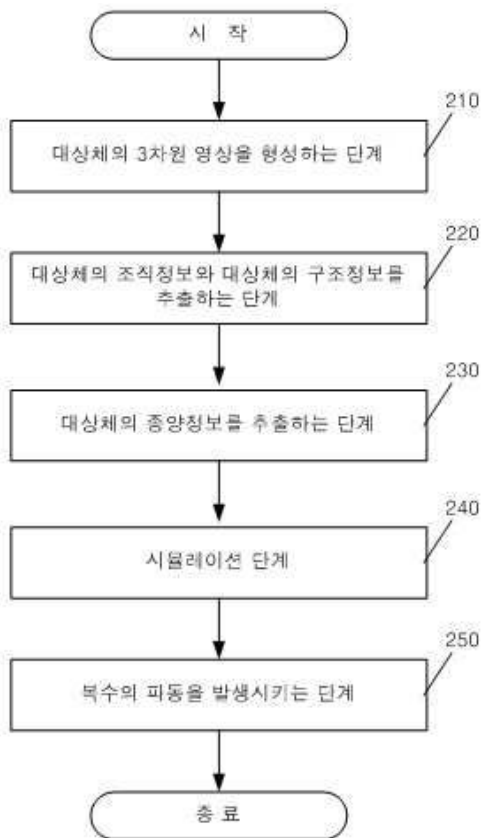 시 작
210
대상체의 3차원 영상을 형성하는 단계
220
대상체의 조직정보와 대상체의 구조정보를
추출하는 단계
230
대상체의 종양정보를 추출하는 단계
240
시뮬레이션 단계
250
복수의 파동을 발생시키는 단계
종 료